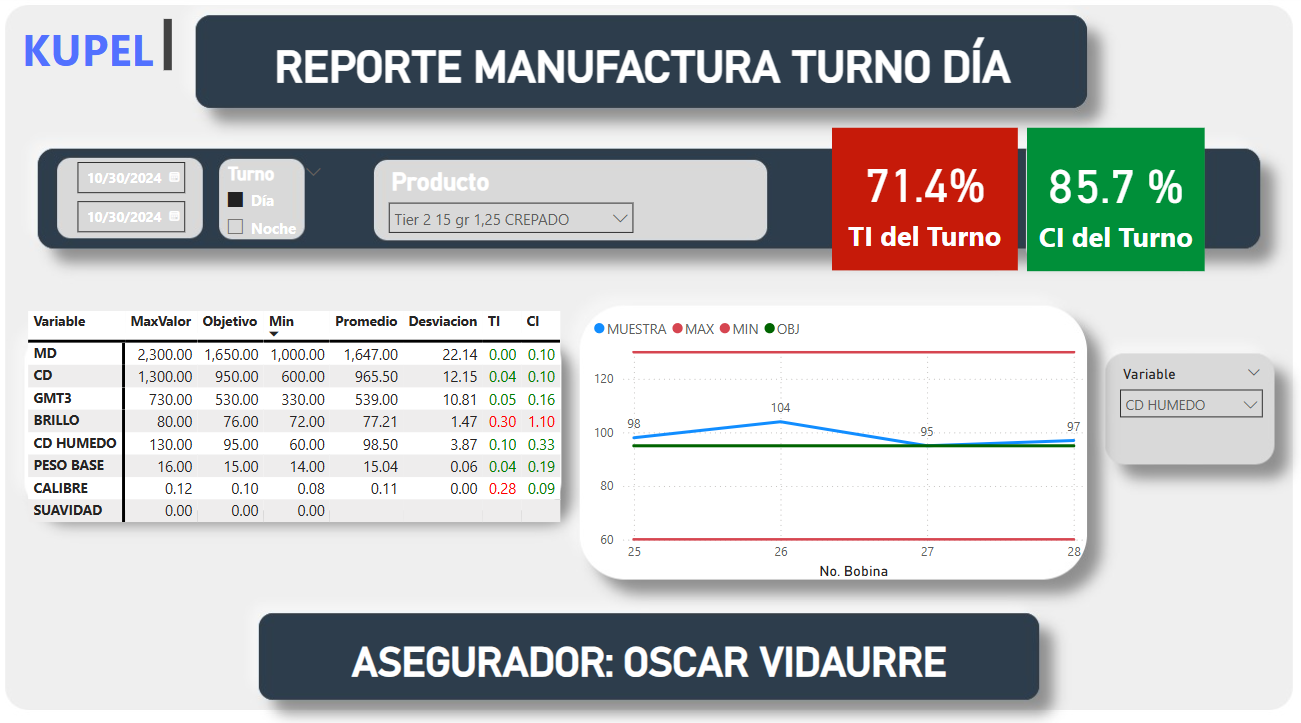 KUPEL
REPORTE MANUFACTURA TURNO DÍA
10/30/2024
10/30/2024
Turno
Día
Noche
Producto
Tier 2 15 gr 1,25 CREPADO
71.4%
TI del Turno
85.7 %
CI del Turno
Variable MaxValor Objetivo Min Promedio Desviacion TI CI
MD 2,300.00 1,650.00 1,000.00 1,647.00 22.14 0.00 0.10
CD 1,300.00 950.00 600.00 965.50 12.15 0.04 0.10
GMT3 730.00 530.00 330.00 539.00 10.81 0.05 0.16
BRILLO 80.00 76.00 72.00 77.21 1.47 0.30 1.10
CD HUMEDO 130.00 95.00 60.00 98.50 3.87 0.10 0.33
PESO BASE 16.00 15.00 14.00 15.04 0.06 0.04 0.19
CALIBRE 0.12 0.10 0.08 0.11 0.00 0.28 0.09
SUAVIDAD 0.00 0.00 0.00
MUESTRA MAX MIN OBJ
120
100
80
60
98
104
95
97
25 26 27 28
No. Bobina
Variable
CD HUMEDO
ASEGURADOR: OSCAR VIDAURRE